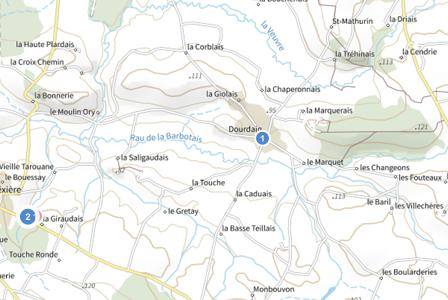 la Veuvre
St-Mathurin
la Driais
la Haute Plardais
la Corblais
la Tréhinais
la Cendrie
la Croix Chemin
111
121
la Chaperonnais
la Bonnerie
la Giolais
le Moulin Ory
95
la Marquerais
Dourdain
1
113
Rau de la Barbotais
Vieille Tarouane
la Saligaudais
le Marquet
les Changeons
le Bouessay
les Fouteaux
la Touche
la Caduais
113
le Baril
les Villechères
2
la Giraudais
le Gretay
la Basse Teillais
Touche Ronde
les Boularderies
Monbouvon
103